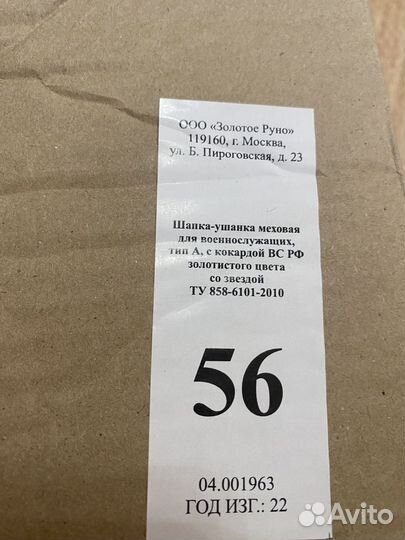 ООО «Золотое Руно»
119160, г. Москва,
ул. Б. Пироговская, д. 23
Шапка-ушанка меховая
для военнослужащих,
тип А, с кокардой ВС РФ
золотистого цвета
со звездой
ТУ 858-6101-2010
56
04.001963
ГОД ИЗГ.: 22
Avito